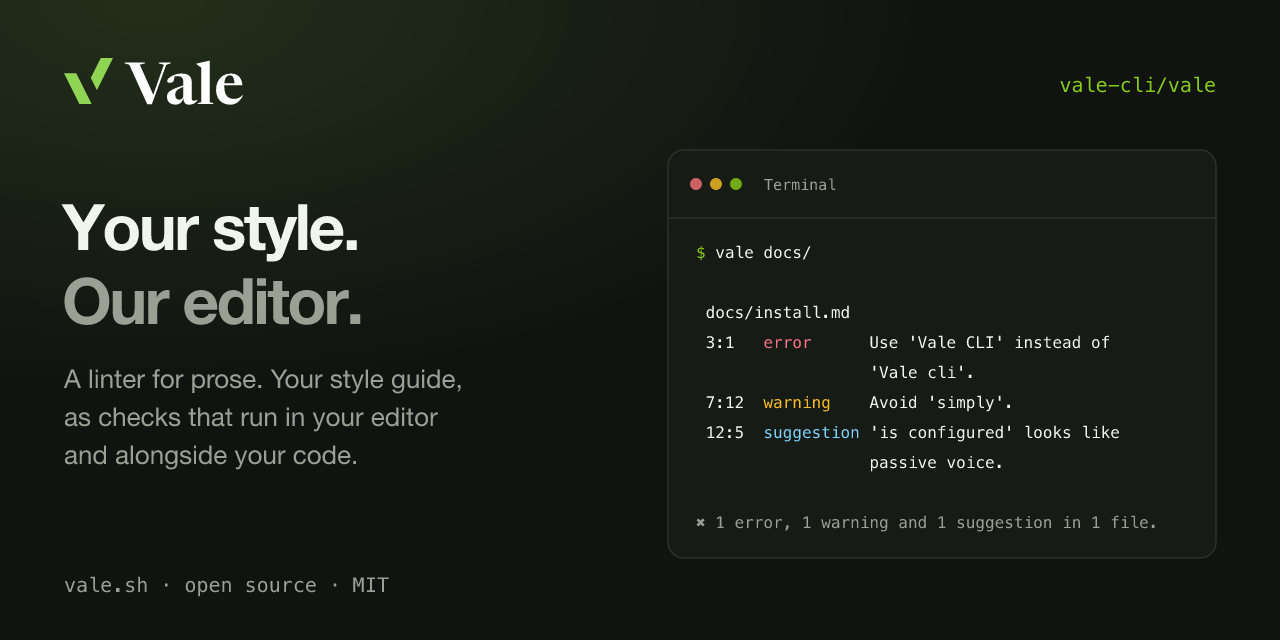 Vale
vale-cli/vale
Your style.
Our editor.
A linter for prose. Your style guide,
as checks that run in your editor
and alongside your code.
Terminal
$ vale docs/
docs/install.md
3:1 error Use 'Vale CLI' instead of
'Vale cli'.
7:12 warning Avoid 'simply'.
12:5 suggestion 'is configured' looks like
passive voice.
✖ 1 error, 1 warning and 1 suggestion in 1 file.
vale.sh · open source · MIT